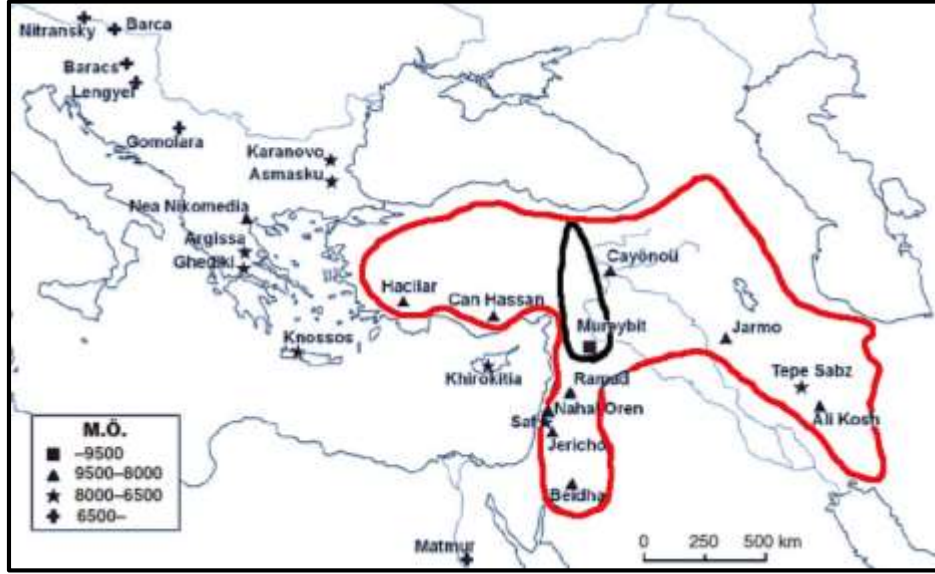 Nitransky
Barca
Baracs
Lengyel
Gomolara
Karanovo
Asmasku
Nea Nikomedia
Argissa
Ghediki
Cayönoü
Hacilar
Can Hassan
Mureybit
Jarmo
Knossos
Khirokitia
Ramad
Tepe Sabz
Nahal Oren
Ali Kosh
Jericho
Beidha
Matmur
M.Ö.
–9500
9500–8000
8000–6500
6500–
0 250 500 km